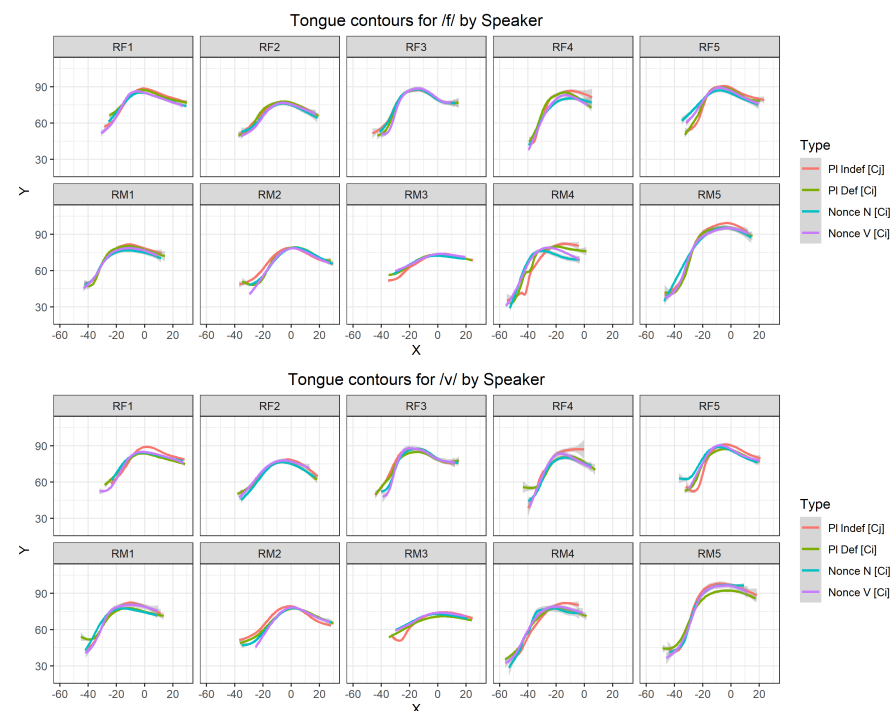 Tongue contours for /f/ by Speaker
RF1 RF2 RF3 RF4 RF5
90
60
30
Type
Pl Indef [Cj]
Pl Def [Ci]
Nonce N [Ci]
Nonce V [Ci]
Y
RM1 RM2 RM3 RM4 RM5
90
60
30
-60 -40 -20 0 20 -60 -40 -20 0 20 -60 -40 -20 0 20 -60 -40 -20 0 20 -60 -40 -20 0 20
X
Tongue contours for /v/ by Speaker
RF1 RF2 RF3 RF4 RF5
90
60
30
Type
Pl Indef [Cj]
Pl Def [Ci]
Nonce N [Ci]
Nonce V [Ci]
Y
RM1 RM2 RM3 RM4 RM5
90
60
30
-60 -40 -20 0 20 -60 -40 -20 0 20 -60 -40 -20 0 20 -60 -40 -20 0 20 -60 -40 -20 0 20
X